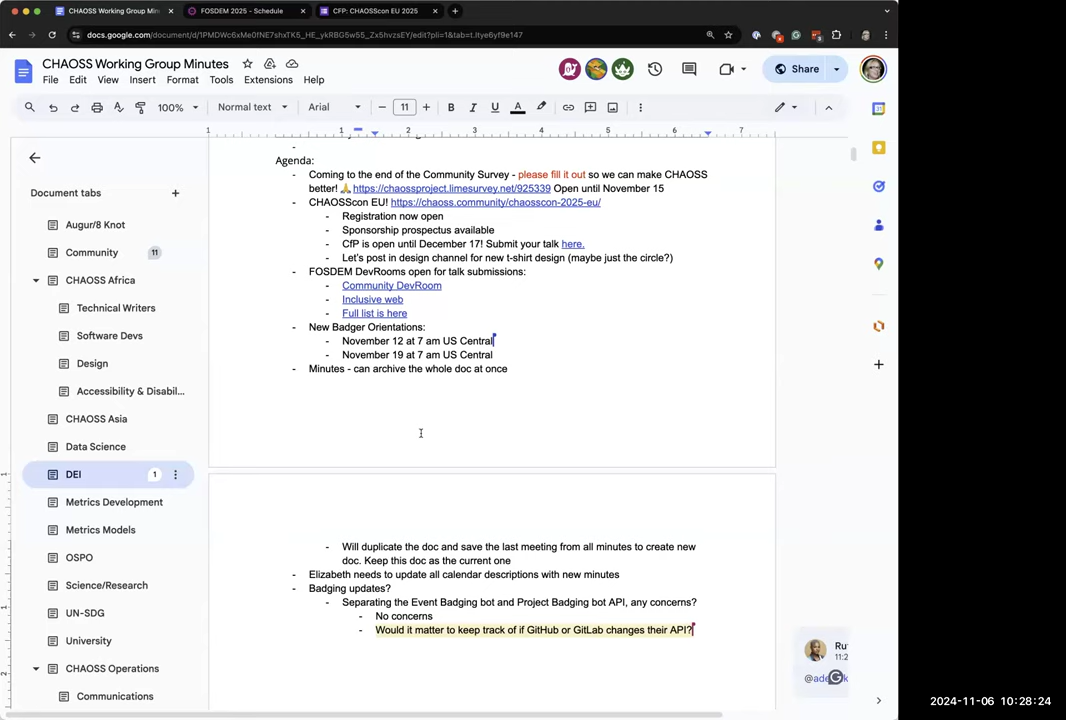 CHAOSS Working Group Min
FOSDEM 2025 - Schedule
CFP: CHAOSScon EU 2025
docs.google.com/document/d/1PMDWc6xMe0fNE7shxTK5_HE_ykRBG5w55_Zx5hvzsEY/edit?pli=1&tab=t.ltye6yf9e147
CHAOSS Working Group Minutes
File Edit View Insert Format Tools Extensions Help
Share
100% Normal text Arial 11
1 1 2 3 4 5 6 7
Document tabs
Augur/8 Knot
Community 11
CHAOSS Africa
Technical Writers
Software Devs
Design
Accessibility & Disabil...
CHAOSS Asia
Data Science
DEI 1
Metrics Development
Metrics Models
OSPO
Science/Research
UN-SDG
University
CHAOSS Operations
Communications
Agenda:
- Coming to the end of the Community Survey - please fill it out so we can make CHAOSS
better! 🙏 https://chaossproject.limesurvey.net/925339 Open until November 15
- CHAOSScon EU! https://chaoss.community/chaosscon-2025-eu/
- Registration now open
- Sponsorship prospectus available
- CfP is open until December 17! Submit your talk here.
- Let's post in design channel for new t-shirt design (maybe just the circle?)
- FOSDEM DevRooms open for talk submissions:
- Community DevRoom
- Inclusive web
- Full list is here
- New Badger Orientations:
- November 12 at 7 am US Central
- November 19 at 7 am US Central
- Minutes - can archive the whole doc at once
- Will duplicate the doc and save the last meeting from all minutes to create new
doc. Keep this doc as the current one
- Elizabeth needs to update all calendar descriptions with new minutes
- Badging updates?
- Separating the Event Badging bot and Project Badging bot API, any concerns?
- No concerns
- Would it matter to keep track of if GitHub or GitLab changes their API?
Ru
11:2
2024-11-06 10:28:24